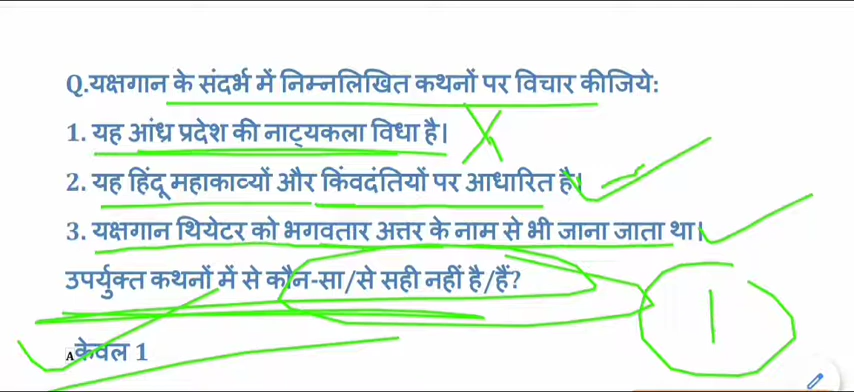 Q.यक्षगान के संदर्भ में निम्नलिखित कथनों पर विचार कीजिये:
1. यह आंध्र प्रदेश की नाट्यकला विधा है।
2. यह हिंदू महाकाव्यों और किंवदंतियों पर आधारित है।
3. यक्षगान थियेटर को भगवतार अत्तर के नाम से भी जाना जाता था।
उपर्युक्त कथनों में से कौन-सा/से सही नहीं है/हैं?
1
A केवल 1